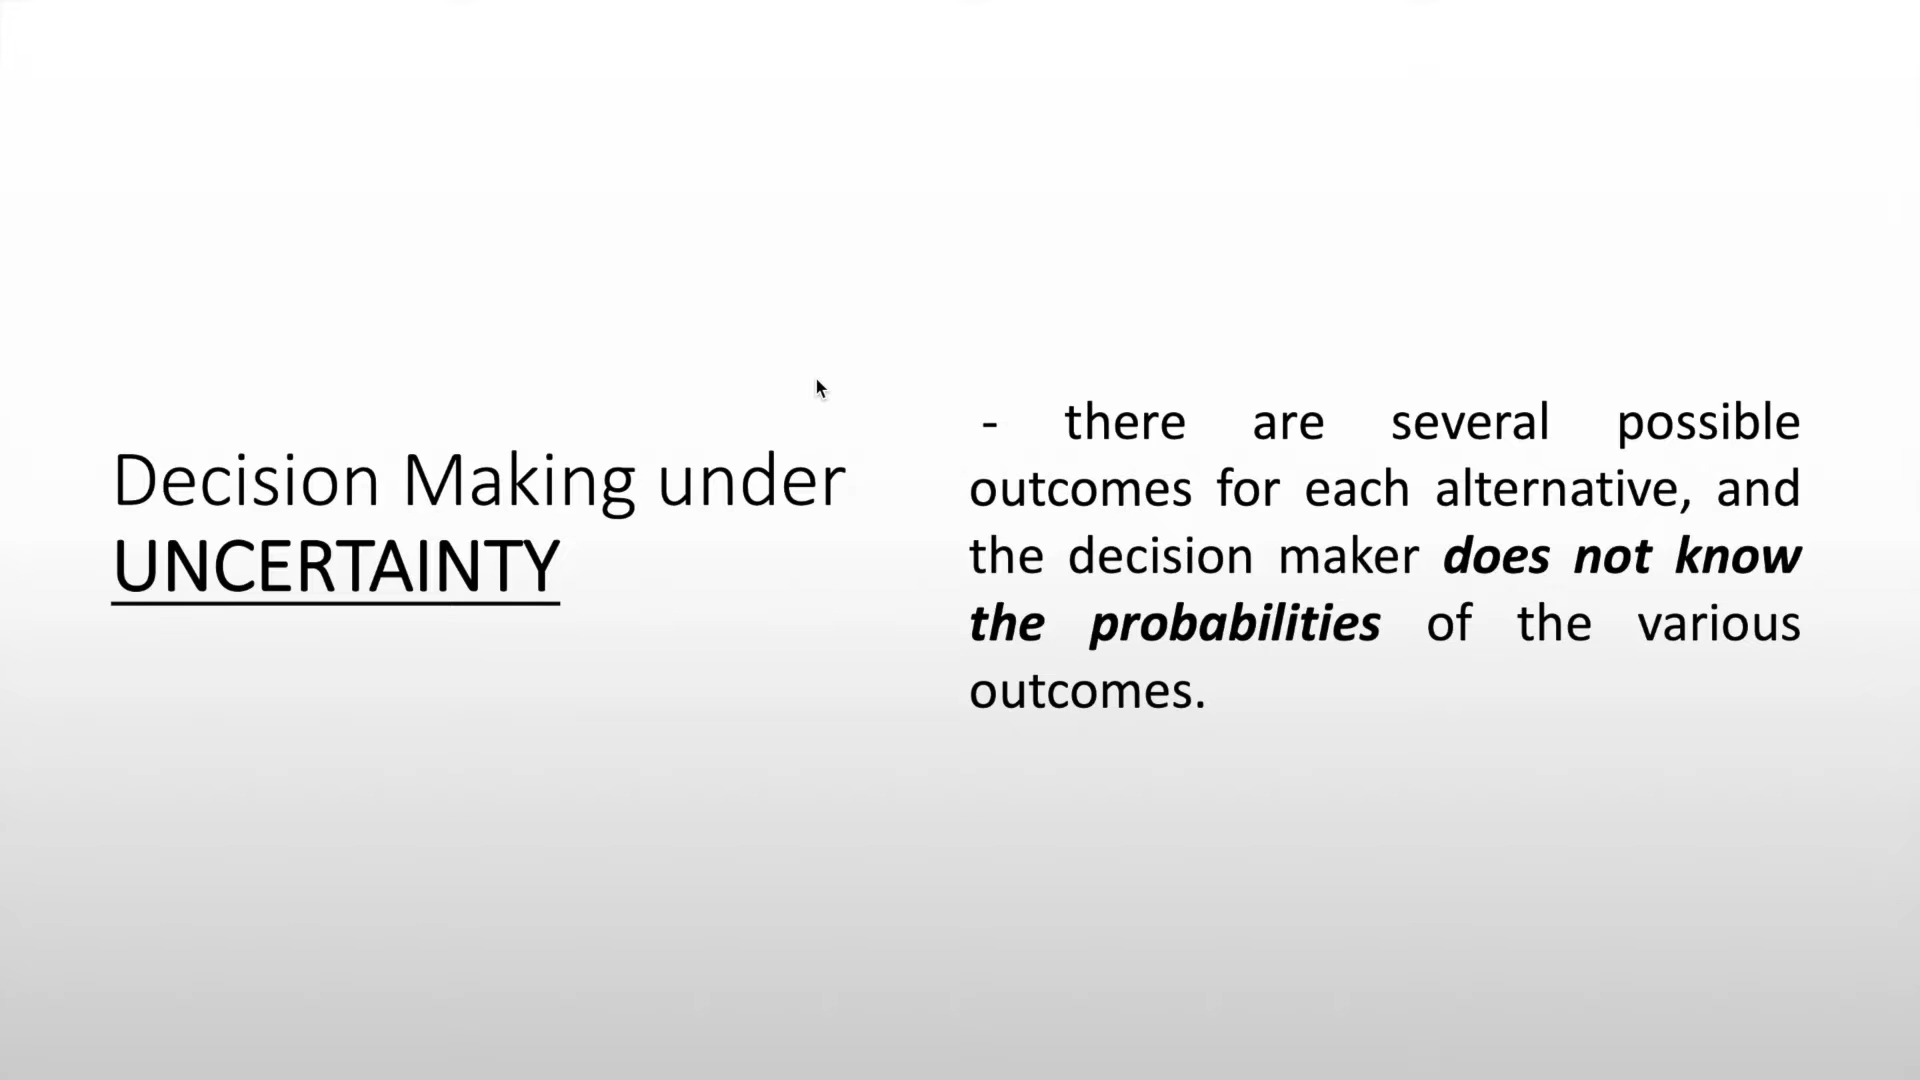 Decision Making under
UNCERTAINTY
- there are several possible
outcomes for each alternative, and
the decision maker does not know
the probabilities of the various
outcomes.